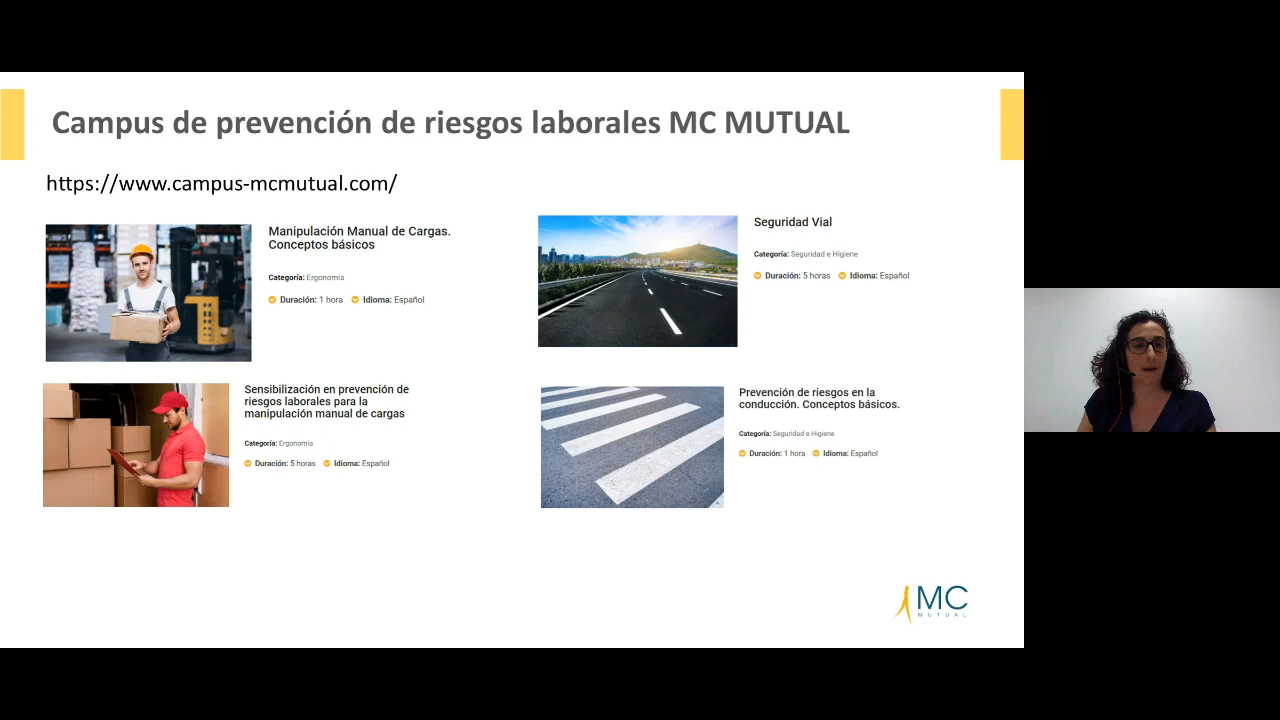 Campus de prevención de riesgos laborales MC MUTUAL
https://www.campus-mcmutual.com/
Manipulación Manual de Cargas.
Conceptos básicos
Categoría: Ergonomía
Duración: 1 hora Idioma: Español
Sensibilización en prevención de
riesgos laborales para la
manipulación manual de cargas
Categoría: Ergonomía
Duración: 5 horas Idioma: Español
Seguridad Vial
Categoría: Seguridad e Higiene
Duración: 5 horas Idioma: Español
Prevención de riesgos en la
conducción. Conceptos básicos.
Categoría: Seguridad e Higiene
Duración: 1 hora Idioma: Español
MC
MUTUAL